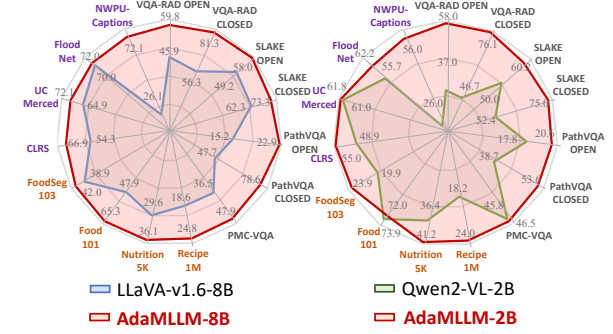 VQA-RAD OPEN
59.8
VQA-RAD
CLOSED
81.3
SLAKE
OPEN
60.2
SLAKE
CLOSED
73.3
PathVQA
OPEN
22.9
PathVQA
CLOSED
78.6
PMC-VQA
47.9
Recipe
1M
24.8
Nutrition
5K
36.1
Food
101
65.3
FoodSeg
103
42.0
CLRS
66.9
UC
Merced
72.1
Flood
Net
72.0
NWPU-
Captions
72.1
45.9
56.3
49.2
62.3
15.2
47.7
36.5
18.6
29.6
47.9
38.9
54.3
64.9
70.0
26.1
LLaVA-v1.6-8B
AdaMLLM-8B
VQA-RAD OPEN
58.0
VQA-RAD
CLOSED
76.1
SLAKE
OPEN
60.2
SLAKE
CLOSED
75.0
PathVQA
OPEN
20.6
PathVQA
CLOSED
53.6
PMC-VQA
46.5
Recipe
1M
24.0
Nutrition
5K
41.2
Food
101
73.9
FoodSeg
103
23.9
CLRS
55.0
UC
Merced
61.8
Flood
Net
62.2
NWPU-
Captions
56.0
37.0
46.7
50.0
52.4
17.8
38.7
45.8
18.2
36.4
72.0
19.9
48.9
61.0
55.7
26.0
Qwen2-VL-2B
AdaMLLM-2B